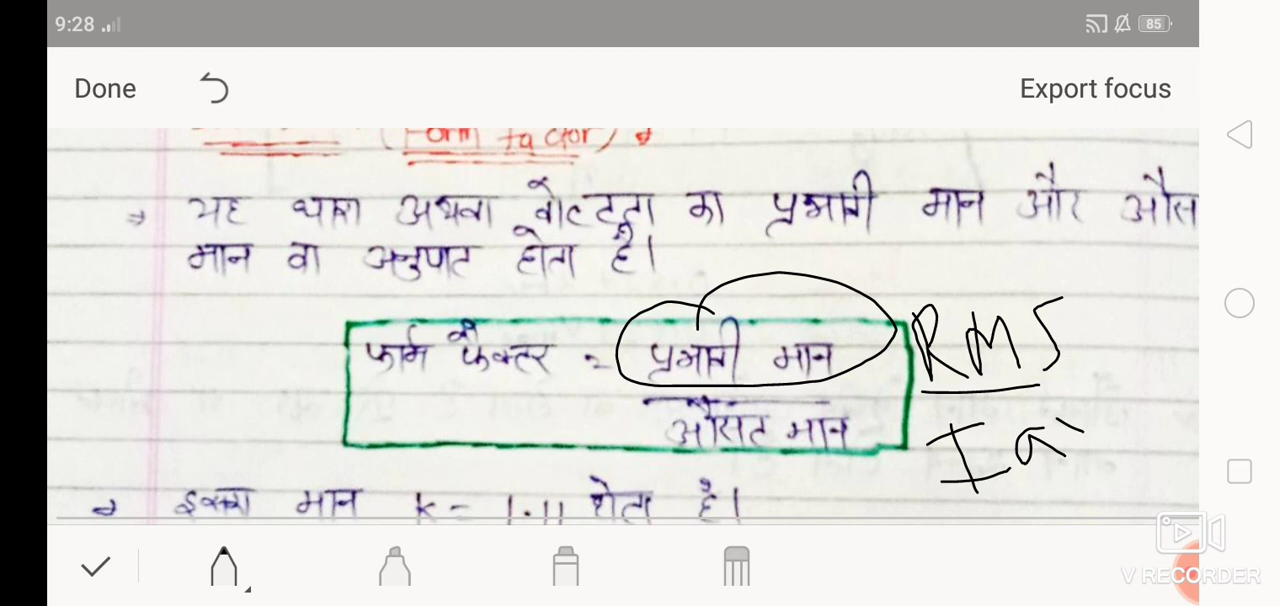 9:28
85
Done
Export focus
(Form factor)
→ यह धारा अथवा वोल्टता का प्रभावी मान और औस
मान का अनुपात होता है।
फार्म फैक्टर = प्रभावी मान
औसत मान
RMS
Ia
→ इसका मान k = 1.11 होता है।
V RECORDER